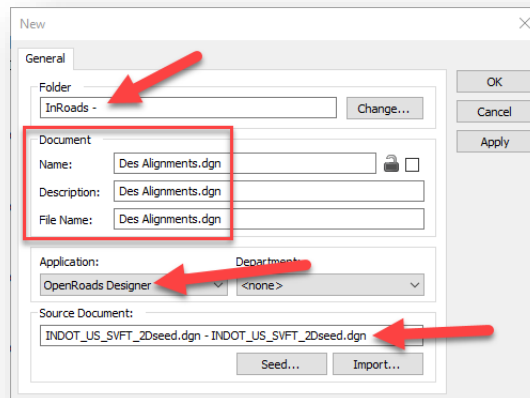 New
General
Folder
InRoads -
Change...
OK
Cancel
Apply
Document
Name: Des Alignments.dgn
Description: Des Alignments.dgn
File Name: Des Alignments.dgn
Application: Department:
OpenRoads Designer <none>
Source Document:
INDOT_US_SVFT_2Dseed.dgn - INDOT_US_SVFT_2Dseed.dgn
Seed... Import...